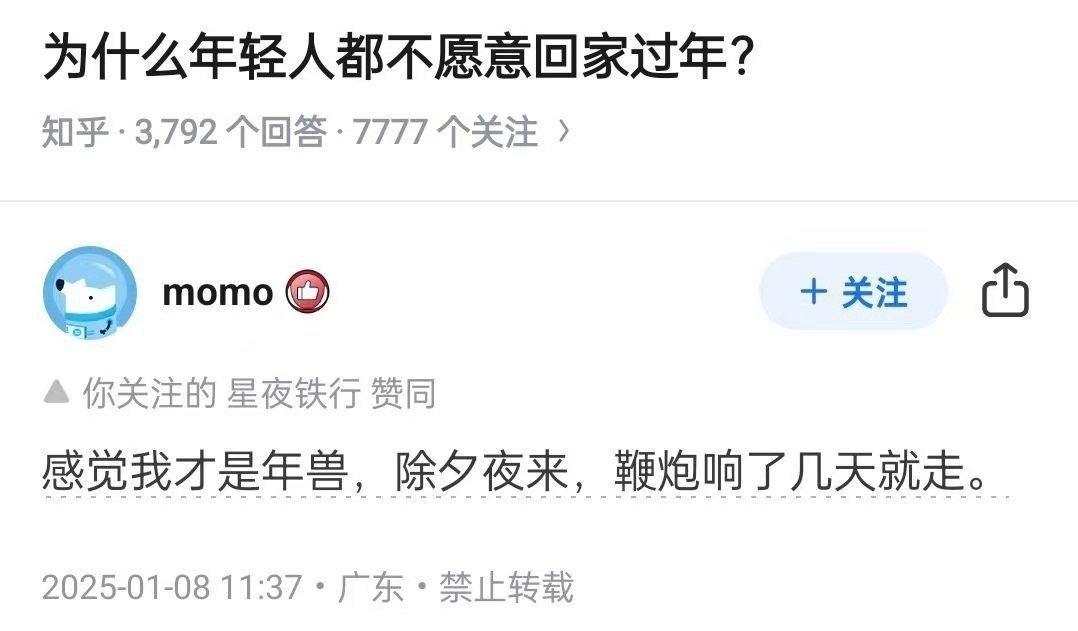 为什么年轻人都不愿意回家过年？
知乎 · 3,792 个回答 · 7777 个关注 >
momo
+ 关注
你关注的 星夜铁行 赞同
感觉我才是年兽，除夕夜来，鞭炮响了几天就走。
2025-01-08 11:37 · 广东 · 禁止转载